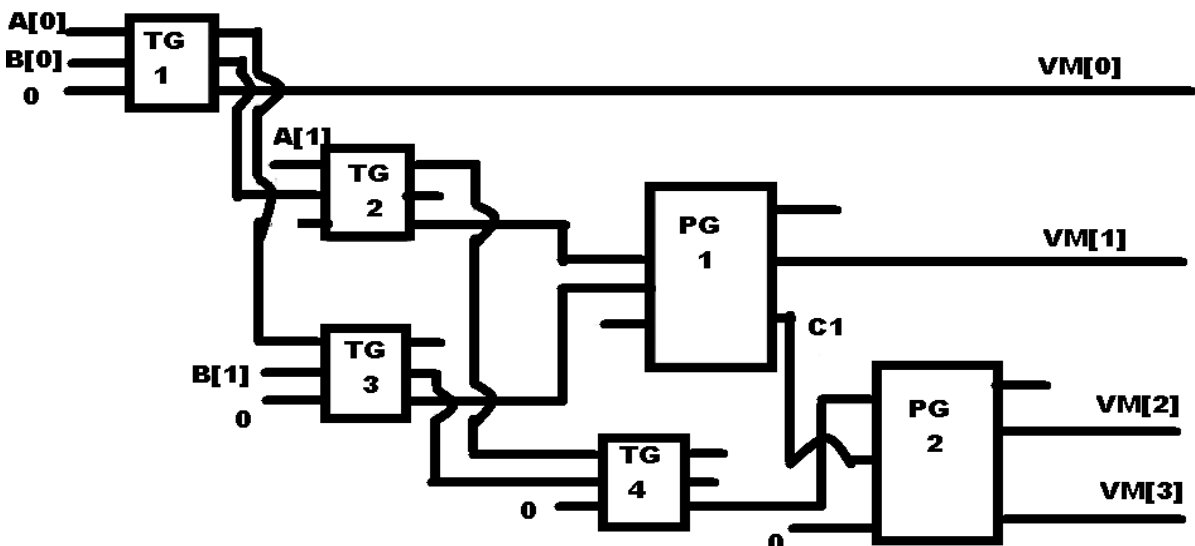 A[0]
B[0]
0
TG
1
VM[0]
A[1]
TG
2
PG
1
VM[1]
C1
B[1]
0
TG
3
PG
2
VM[2]
VM[3]
0
TG
4
0